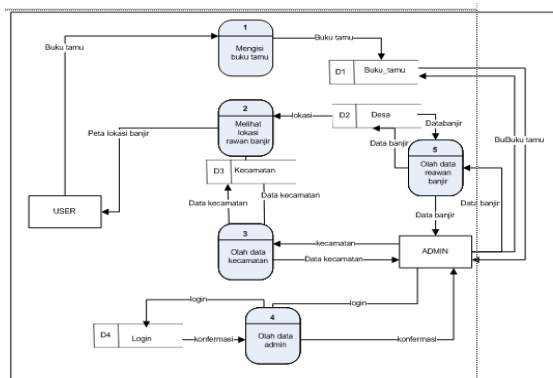 1
Mengisi
buku tamu
Buku tamu
Buku tamu
D1
Buku_tamu
2
Melihat
lokasi
rawan banjir
lokasi
D2
Desa
Databanjir
Data banjir
BuBuku tamu
5
Olah data
reawan
banjir
Peta lokasi banjir
D3
Kecamatan
Data kecamatan
Data kecamatan
Data banjir
Data banjir
USER
3
Olah data
kecamatan
kecamatan
Data kecamatan
ADMIN
login
login
4
Olah data
admin
D4
Login
konfermasi
konfermasi